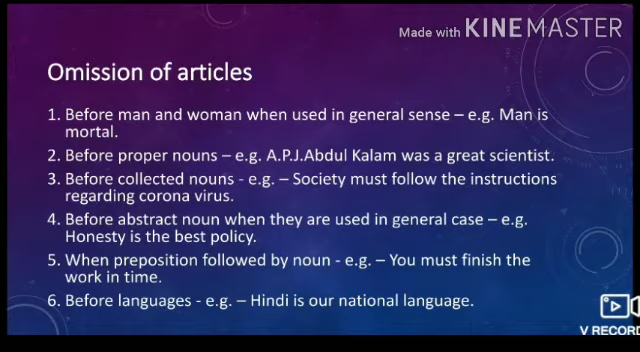 Made with KINEMASTER
Omission of articles
1. Before man and woman when used in general sense – e.g. Man is
mortal.
2. Before proper nouns – e.g. A.P.J.Abdul Kalam was a great scientist.
3. Before collected nouns - e.g. – Society must follow the instructions
regarding corona virus.
4. Before abstract noun when they are used in general case – e.g.
Honesty is the best policy.
5. When preposition followed by noun - e.g. – You must finish the
work in time.
6. Before languages - e.g. – Hindi is our national language.
V RECORD